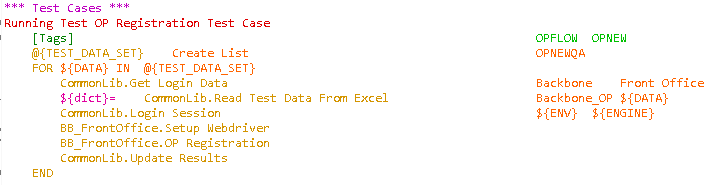 *** Test Cases ***
Running Test OP Registration Test Case
[Tags] OPFLOW OPNEW
@{TEST_DATA_SET} Create List OPNEWQA
FOR ${DATA} IN @{TEST_DATA_SET}
CommonLib.Get Login Data Backbone Front Office
${dict}= CommonLib.Read Test Data From Excel Backbone_OP ${DATA}
CommonLib.Login Session ${ENV} ${ENGINE}
BB_FrontOffice.Setup Webdriver
BB_FrontOffice.OP Registration
CommonLib.Update Results
END